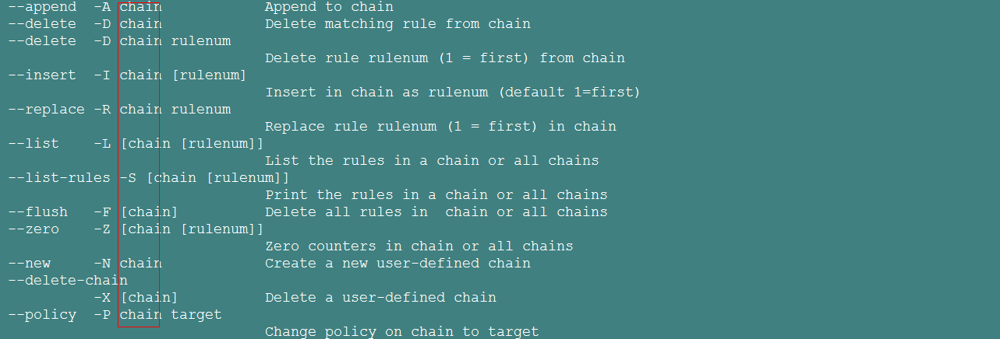 --append  -A chain            Append to chain
--delete  -D chain            Delete matching rule from chain
--delete  -D chain rulenum
                              Delete rule rulenum (1 = first) from chain
--insert  -I chain [rulenum]
                              Insert in chain as rulenum (default 1=first)
--replace -R chain rulenum
                              Replace rule rulenum (1 = first) in chain
--list    -L [chain [rulenum]]
                              List the rules in a chain or all chains
--list-rules -S [chain [rulenum]]
                              Print the rules in a chain or all chains
--flush   -F [chain]          Delete all rules in  chain or all chains
--zero    -Z [chain [rulenum]]
                              Zero counters in chain or all chains
--new     -N chain            Create a new user-defined chain
--delete-chain
          -X [chain]          Delete a user-defined chain
--policy  -P chain target
                              Change policy on chain to target